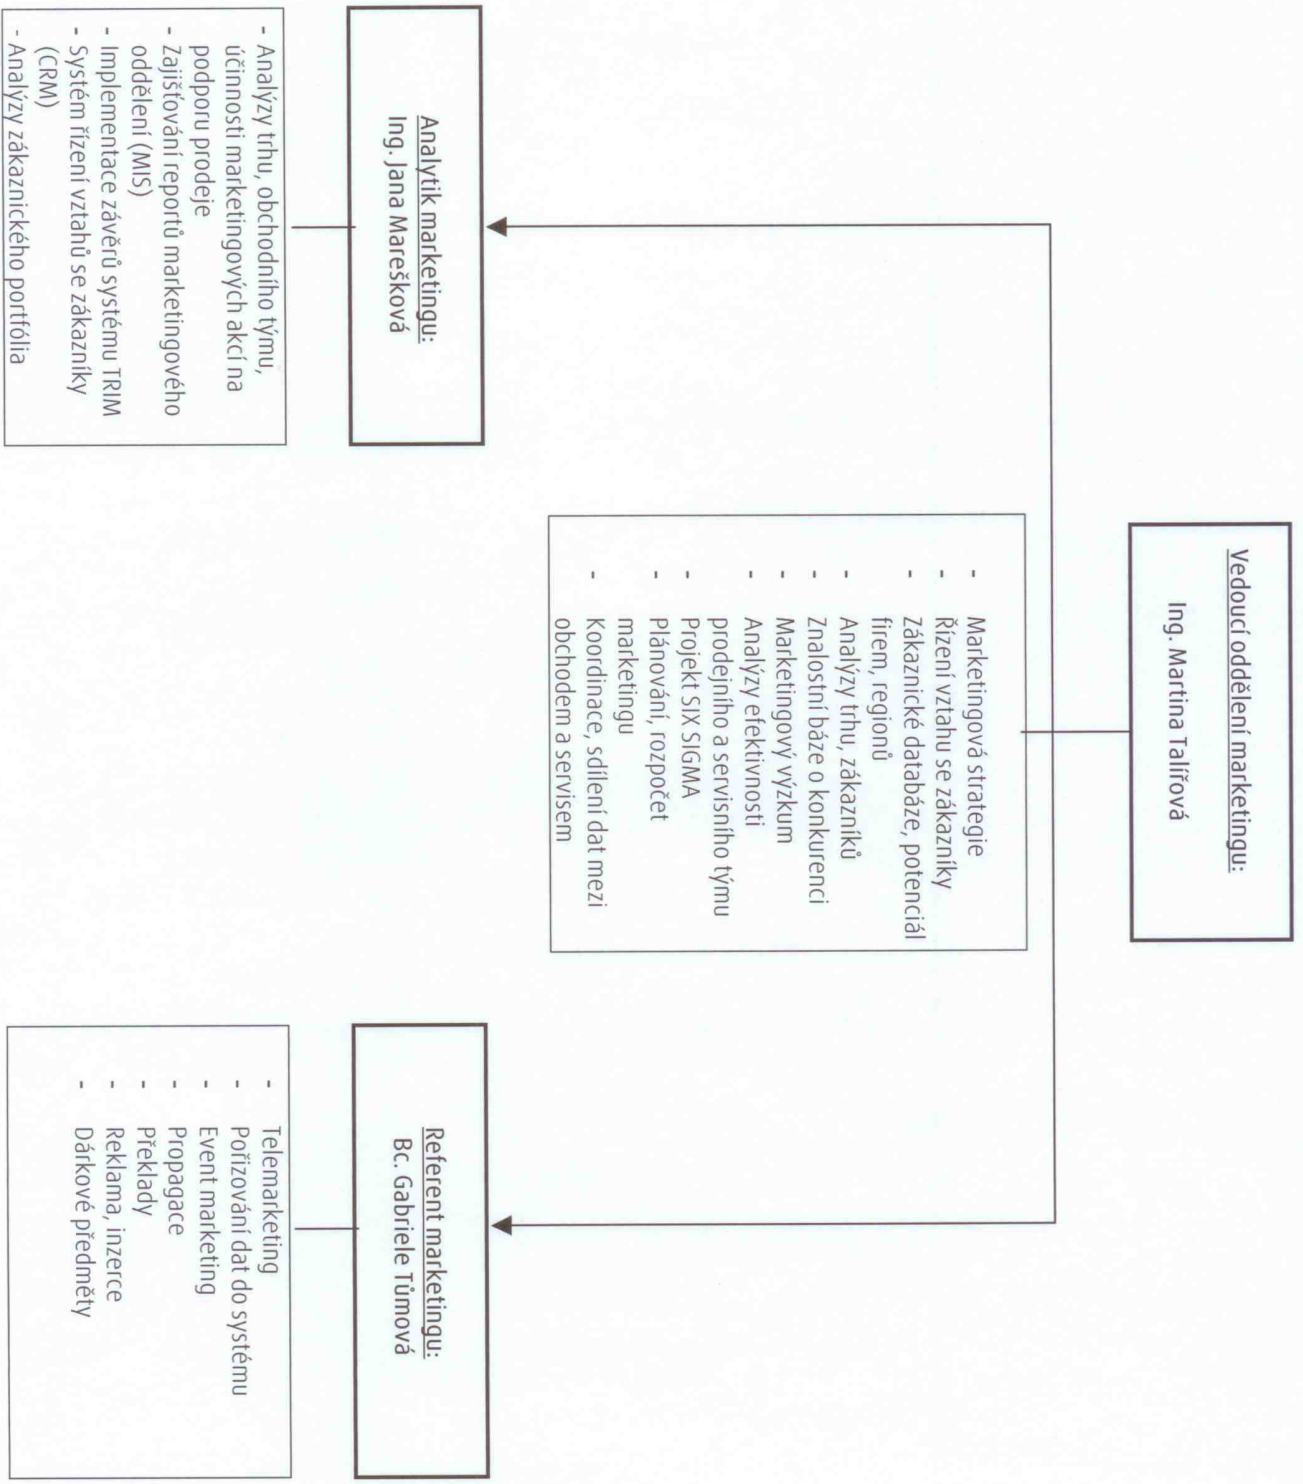 Vedoucí oddělení marketingu:
Ing. Martina Talířová
- Marketingová strategie
- Řízení vztahu se zákazníky
- Zákaznické databáze, potenciál
firem, regionů
- Analýzy trhu, zákazníků
- Znalostní báze o konkurenci
- Marketingový výzkum
- Analýzy efektivnosti
prodejního a servisního týmu
- Projekt SIX SIGMA
- Plánování, rozpočet
marketingu
- Koordinace, sdílení dat mezi
obchodem a servisem
Analytik marketingu:
Ing. Jana Marešková
- Analýzy trhu, obchodního týmu,
účinnosti marketingových akcí na
podporu prodeje
- Zajišťování reportů marketingového
oddělení (MIS)
- Implementace závěrů systému TRIM
- Systém řízení vztahů se zákazníky
(CRM)
- Analýzy zákaznického portfólia
Referent marketingu:
Bc. Gabriele Tůmová
- Telemarketing
- Pořizování dat do systému
- Event marketing
- Propagace
- Překlady
- Reklama, inzerce
- Dárkové předměty